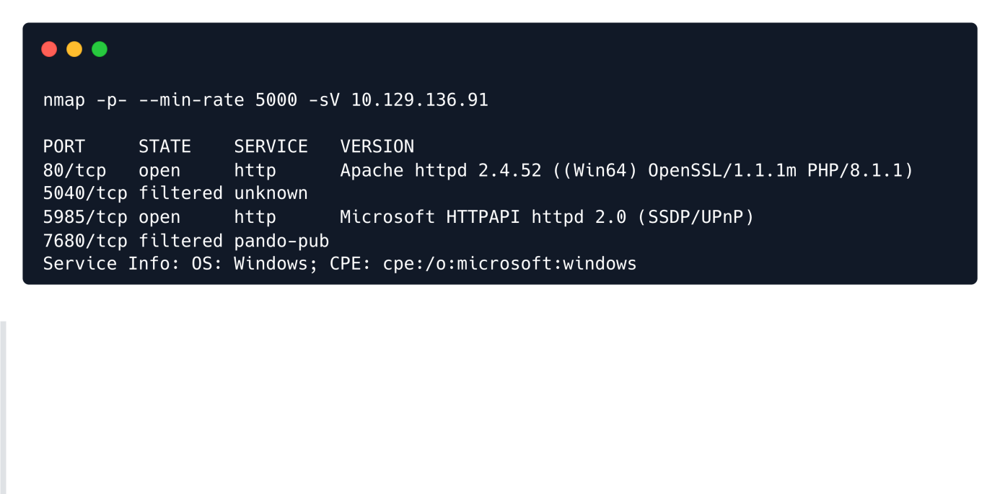 nmap -p- --min-rate 5000 -sV 10.129.136.91
PORT     STATE    SERVICE   VERSION
80/tcp   open     http      Apache httpd 2.4.52 ((Win64) OpenSSL/1.1.1m PHP/8.1.1)
5040/tcp filtered unknown
5985/tcp open     http      Microsoft HTTPAPI httpd 2.0 (SSDP/UPnP)
7680/tcp filtered pando-pub
Service Info: OS: Windows; CPE: cpe:/o:microsoft:windows